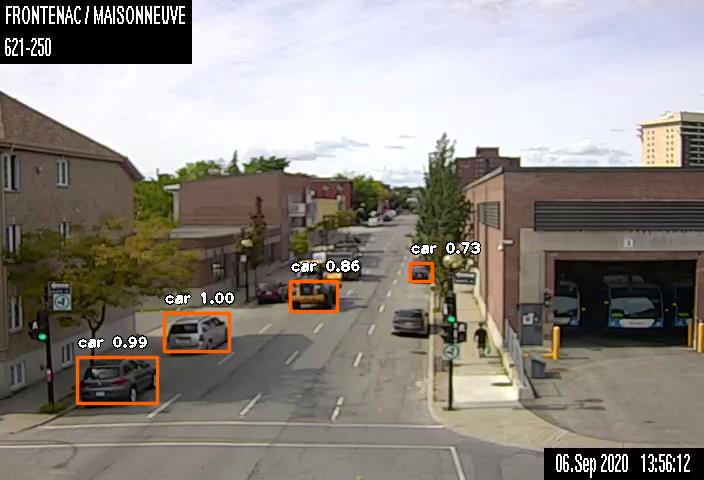 FRONTENAC / MAISONNEUVE
621-250
car 0.73
car 0.86
car 1.00
car 0.99
06.Sep 2020 13:56:12